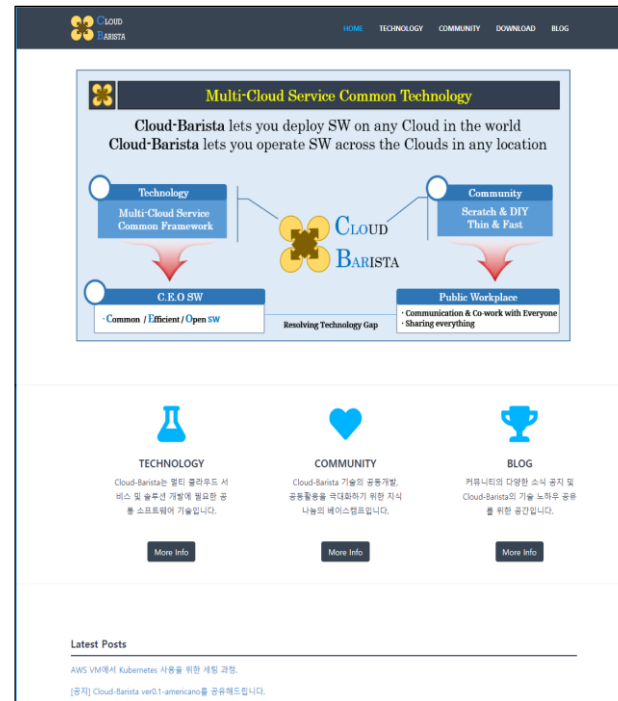 CLOUD
BARISTA
HOME TECHNOLOGY COMMUNITY DOWNLOAD BLOG
Multi-Cloud Service Common Technology
Cloud-Barista lets you deploy SW on any Cloud in the world
Cloud-Barista lets you operate SW across the Clouds in any location
Technology
Multi-Cloud Service
Common Framework
CLOUD
BARISTA
Community
Scratch & DIY
Thin & Fast
C.E.O SW
· Common / Efficient / Open SW
Resolving Technology Gap
Public Workplace
· Communication & Co-work with Everyone
· Sharing everything
TECHNOLOGY
Cloud-Barista는 멀티 클라우드 서
비스 및 솔루션 개발에 필요한 공
통 소프트웨어 기술입니다.
More Info
COMMUNITY
Cloud-Barista 기술의 공동개발,
공동활용을 극대화하기 위한 지식
나눔의 베이스캠프입니다.
More Info
BLOG
커뮤니티의 다양한 소식 공지 및
Cloud-Barista의 기술 노하우 공유
를 위한 공간입니다.
More Info
Latest Posts
AWS VM에서 Kubernetes 사용을 위한 세팅 과정.
[공지] Cloud-Barista ver0.1-americano를 공유해드립니다.